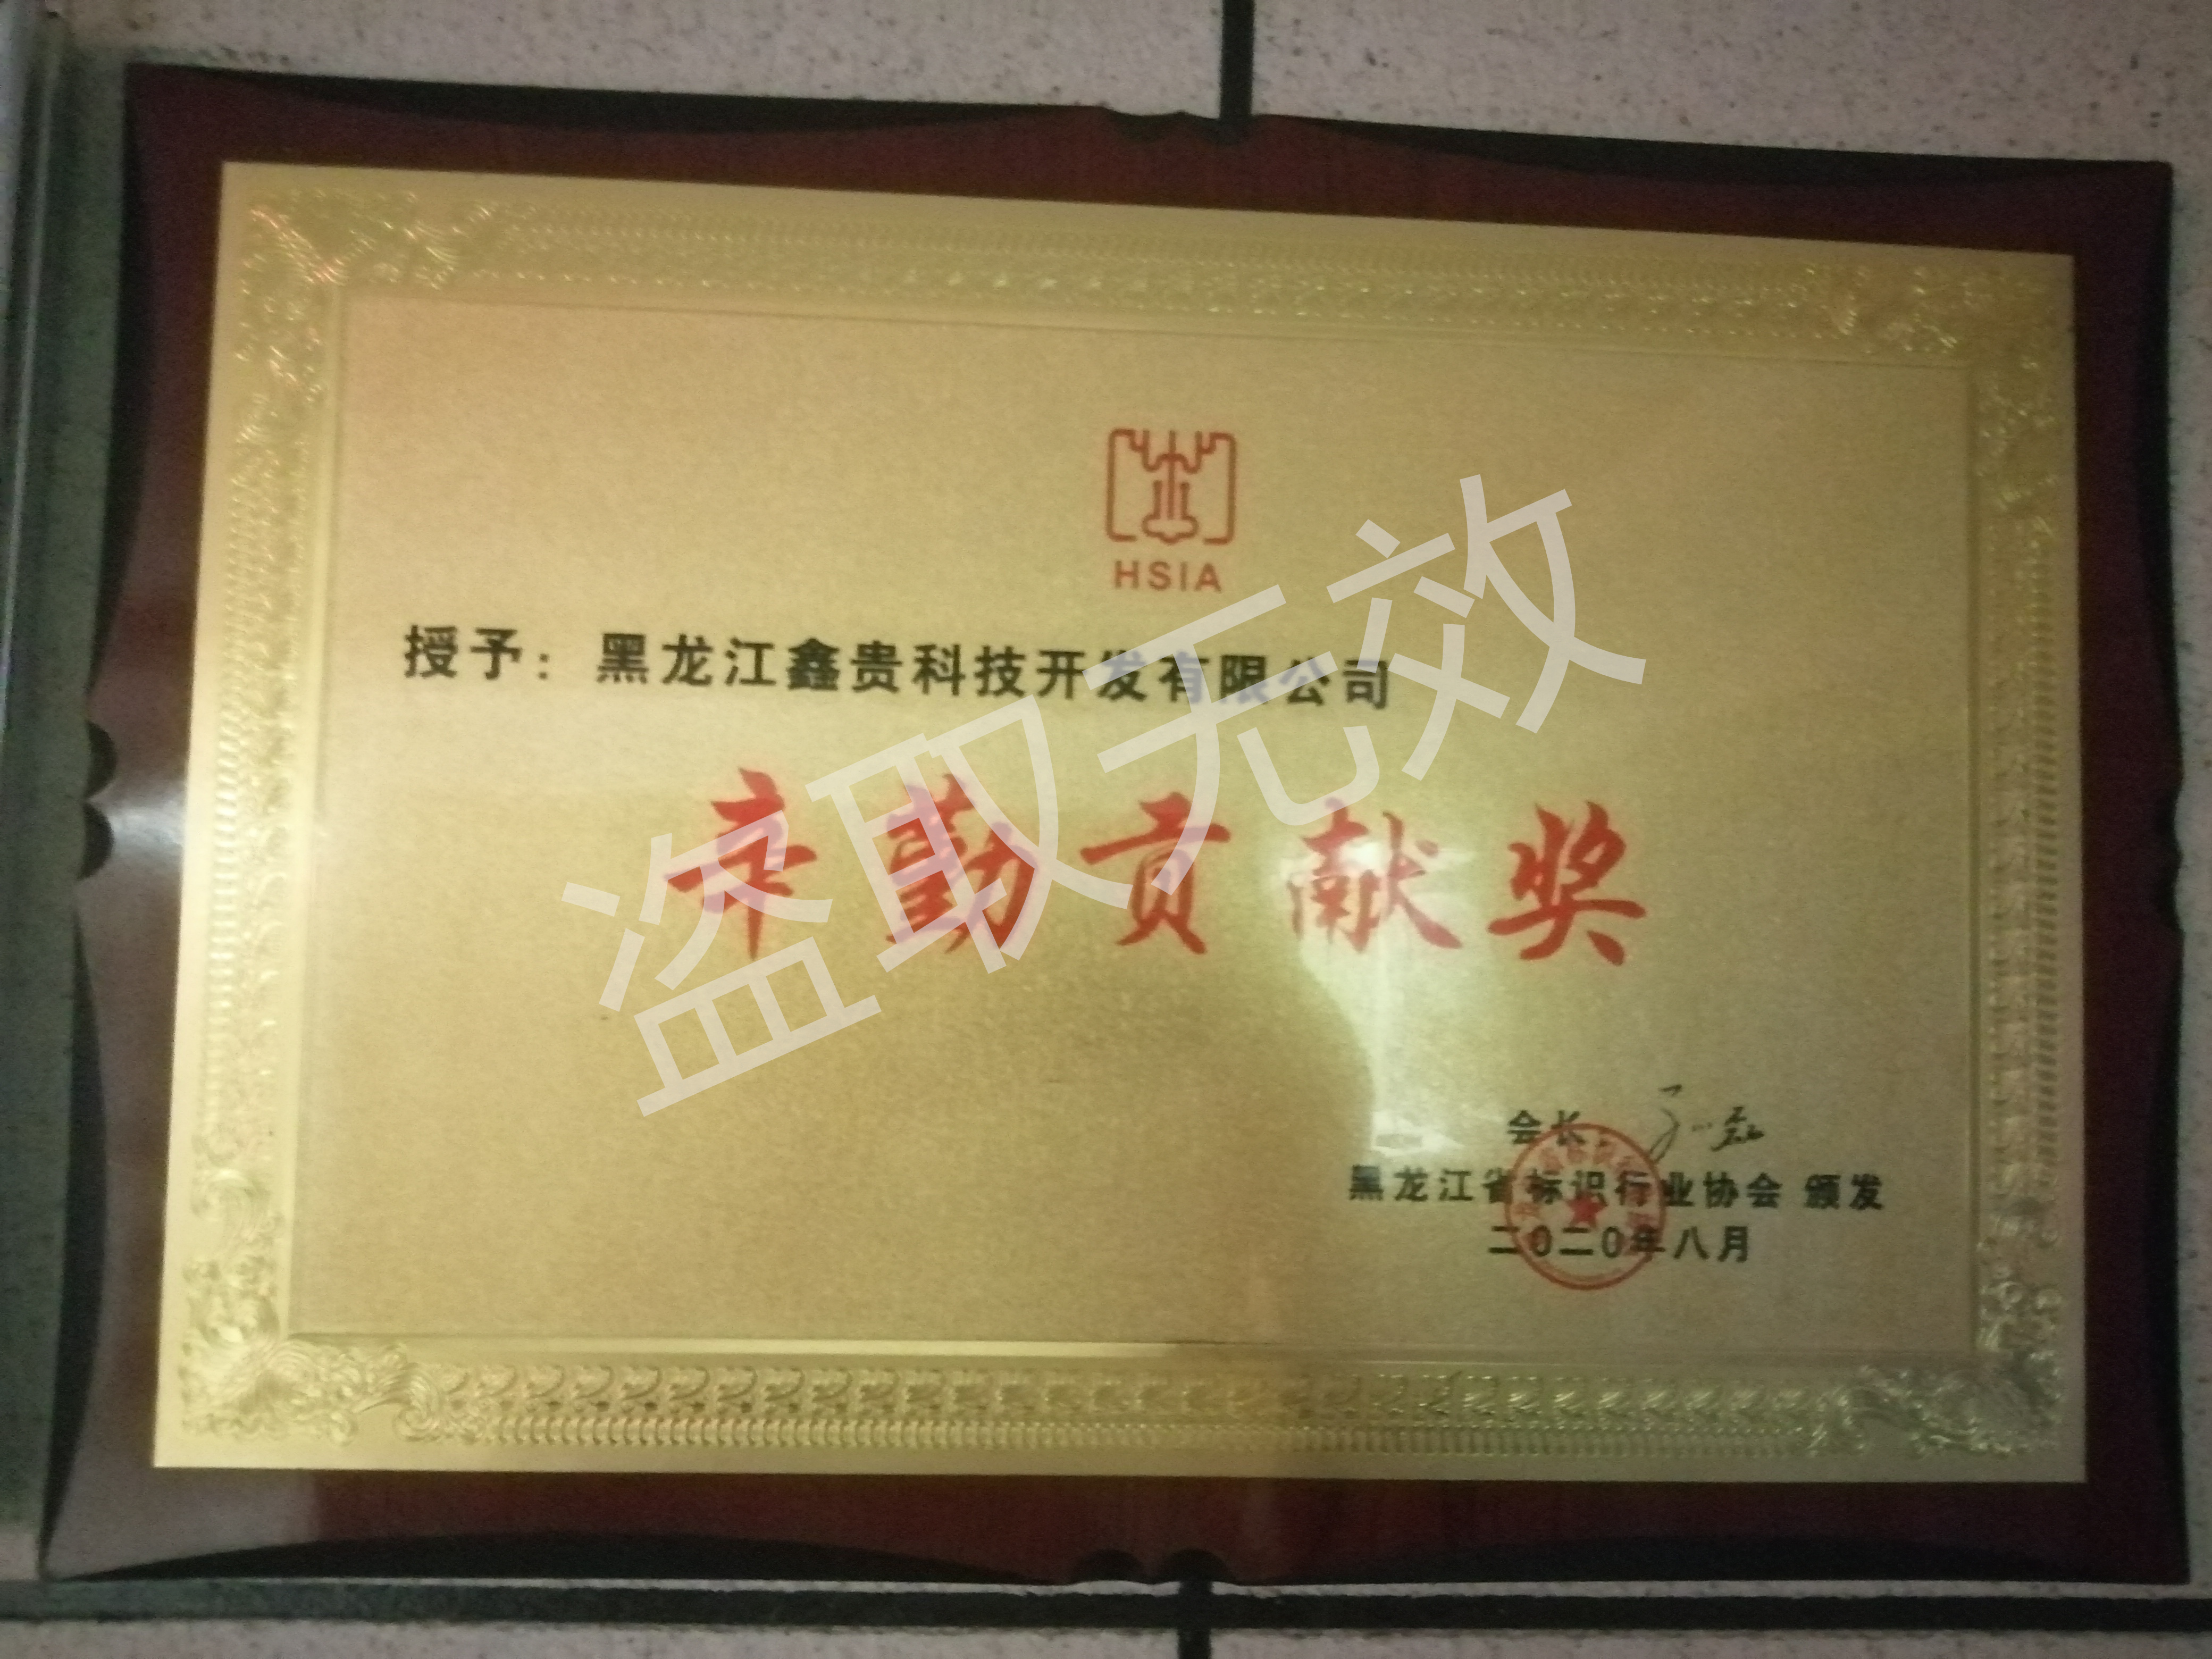 HSIA
授予：黑龙江鑫贵科技开发有限公司
辛勤贡献奖
盗取无效
会长
黑龙江省标识行业协会 颁发
二〇二〇年八月